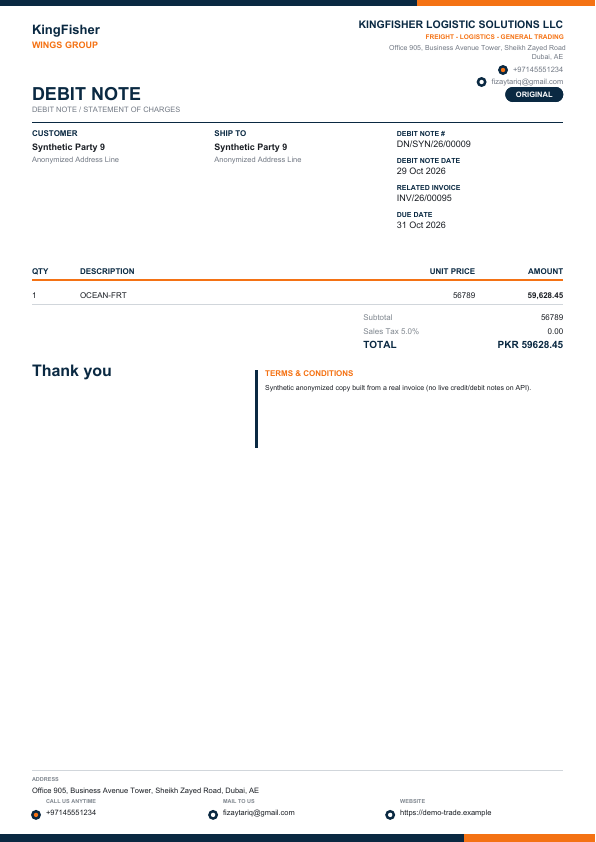 KingFisher
WINGS GROUP
KINGFISHER LOGISTIC SOLUTIONS LLC
FREIGHT - LOGISTICS - GENERAL TRADING
Office 905, Business Avenue Tower, Sheikh Zayed Road
Dubai, AE
+97145551234
fizaytariq@gmail.com
ORIGINAL
DEBIT NOTE
DEBIT NOTE / STATEMENT OF CHARGES
CUSTOMER
Synthetic Party 9
Anonymized Address Line
SHIP TO
Synthetic Party 9
Anonymized Address Line
DEBIT NOTE #
DN/SYN/26/00009
DEBIT NOTE DATE
29 Oct 2026
RELATED INVOICE
INV/26/00095
DUE DATE
31 Oct 2026
QTY DESCRIPTION UNIT PRICE AMOUNT
1 OCEAN-FRT 56789 59,628.45
Subtotal 56789
Sales Tax 5.0% 0.00
TOTAL PKR 59628.45
Thank you
TERMS & CONDITIONS
Synthetic anonymized copy built from a real invoice (no live credit/debit notes on API).
ADDRESS
Office 905, Business Avenue Tower, Sheikh Zayed Road, Dubai, AE
CALL US ANYTIME
+97145551234
MAIL TO US
fizaytariq@gmail.com
WEBSITE
https://demo-trade.example